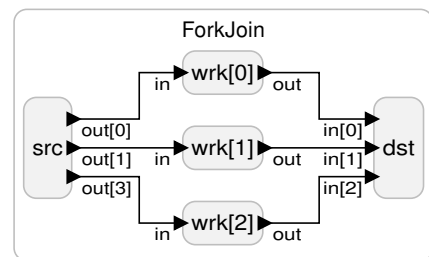 ForkJoin
in wrk[0] out
out[0] in[0]
src in wrk[1] out dst
out[1] in[1]
out[3] in[2]
in wrk[2] out